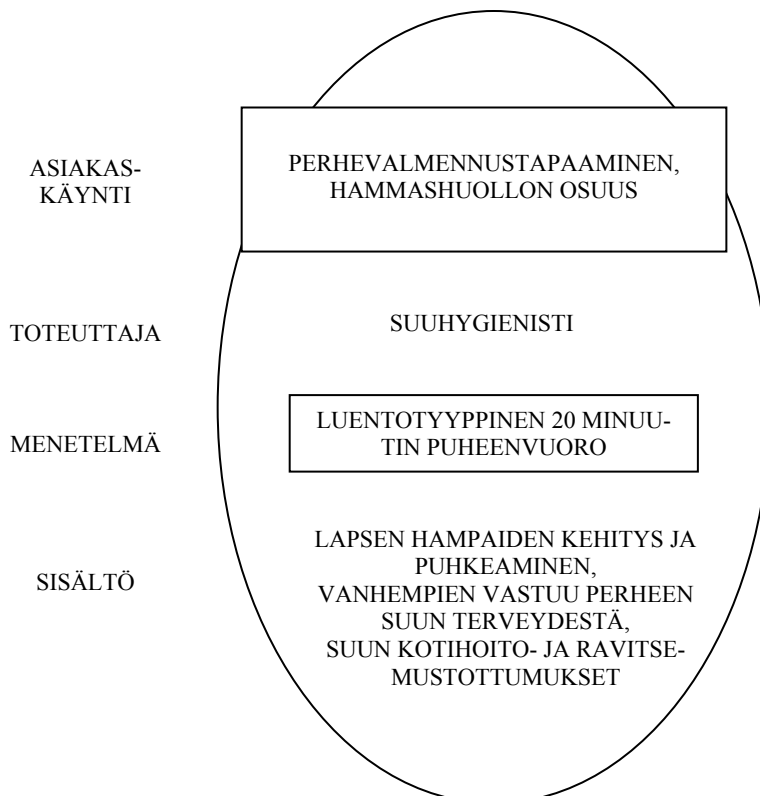 ASIAKAS-
KÄYNTI
PERHEVALMENNUSTAPAAMINEN,
HAMMASHUOLLON OSUUS
TOTEUTTAJA
SUUHYGIENISTI
MENETELMÄ
LUENTOTYYPPINEN 20 MINUU-
TIN PUHEENVUORO
SISÄLTÖ
LAPSEN HAMPAIDEN KEHITYS JA
PUHKEAMINEN,
VANHEMPIEN VASTUU PERHEEN
SUUN TERVEYDESTÄ,
SUUN KOTIHOITO- JA RAVITSE-
MUSTOTTUMUKSET